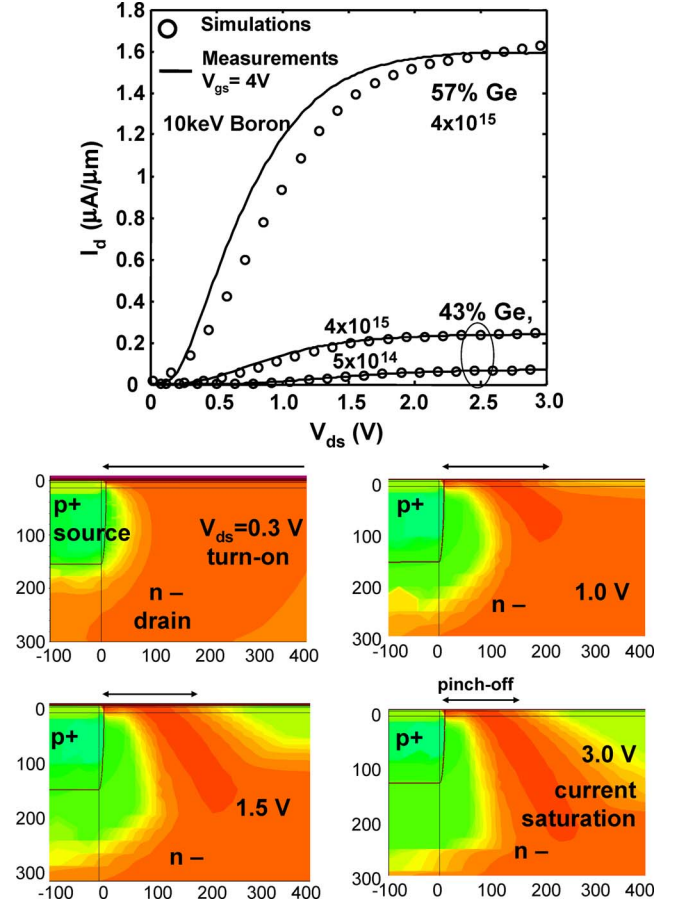 Simulations
Measurements
Vgs= 4V
10keV Boron
57% Ge
4x10^15
43% Ge,
4x10^15
5x10^14
Id (µA/µm)
1.8
1.6
1.4
1.2
1
0.8
0.6
0.4
0.2
0
0 0.5 1.0 1.5 2.0 2.5 3.0
Vds (V)
p+
source
Vds=0.3 V
turn-on
n –
drain
0
100
200
300
-100 0 100 200 300 400
p+
1.0 V
n –
0
100
200
300
-100 0 100 200 300 400
p+
1.5 V
n –
0
100
200
300
-100 0 100 200 300 400
pinch-off
p+
3.0 V
current
saturation
n –
0
100
200
300
-100 0 100 200 300 400